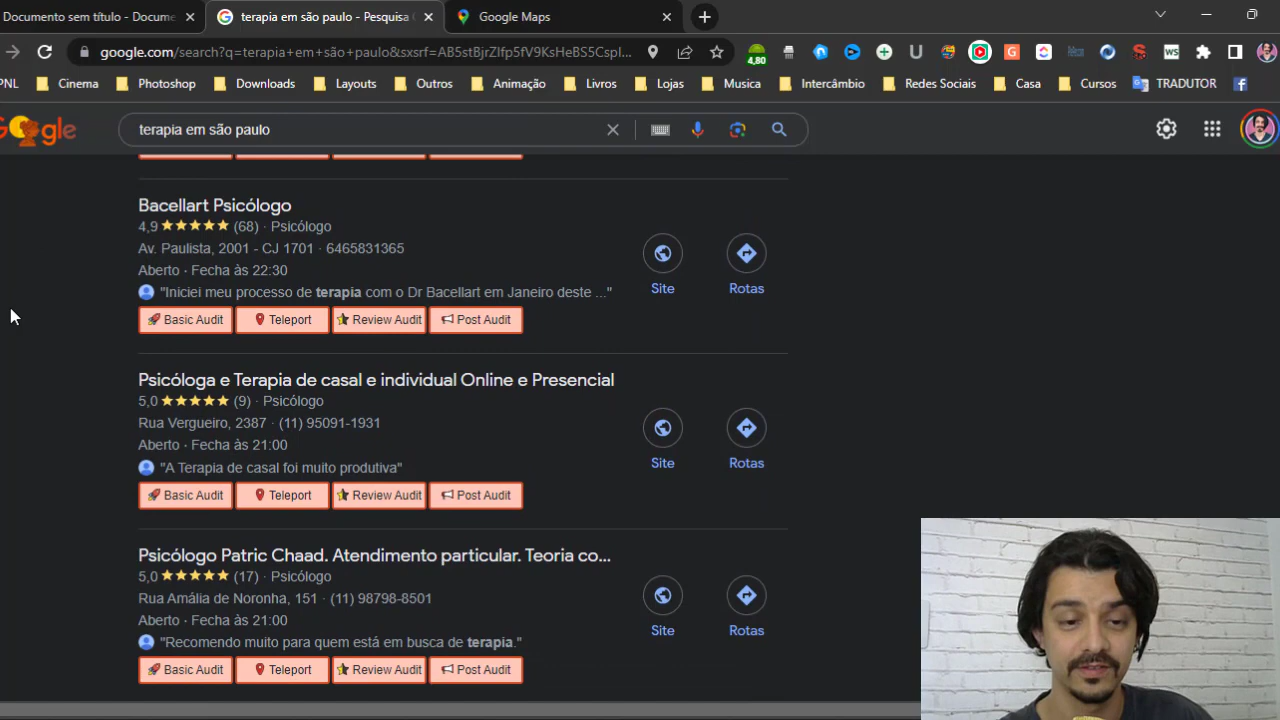 Documento sem título - Docume
terapia em são paulo - Pesquisa
Google Maps
google.com/search?q=terapia+em+são+paulo&sxsrf=AB5stBjrZIfp5fV9KsHeBS5CspI...
4,80
PNL
Cinema
Photoshop
Downloads
Layouts
Outros
Animação
Livros
Lojas
Musica
Intercâmbio
Redes Sociais
Casa
Cursos
TRADUTOR
terapia em são paulo
Bacellart Psicólogo
4,9 (68) · Psicólogo
Av. Paulista, 2001 - CJ 1701 · 6465831365
Aberto · Fecha às 22:30
"Iniciei meu processo de terapia com o Dr Bacellart em Janeiro deste ..."
Site
Rotas
Basic Audit Teleport Review Audit Post Audit
Psicóloga e Terapia de casal e individual Online e Presencial
5,0 (9) · Psicólogo
Rua Vergueiro, 2387 · (11) 95091-1931
Aberto · Fecha às 21:00
"A Terapia de casal foi muito produtiva"
Site
Rotas
Basic Audit Teleport Review Audit Post Audit
Psicólogo Patric Chaad. Atendimento particular. Teoria co...
5,0 (17) · Psicólogo
Rua Amália de Noronha, 151 · (11) 98798-8501
Aberto · Fecha às 21:00
"Recomendo muito para quem está em busca de terapia."
Site
Rotas
Basic Audit Teleport Review Audit Post Audit